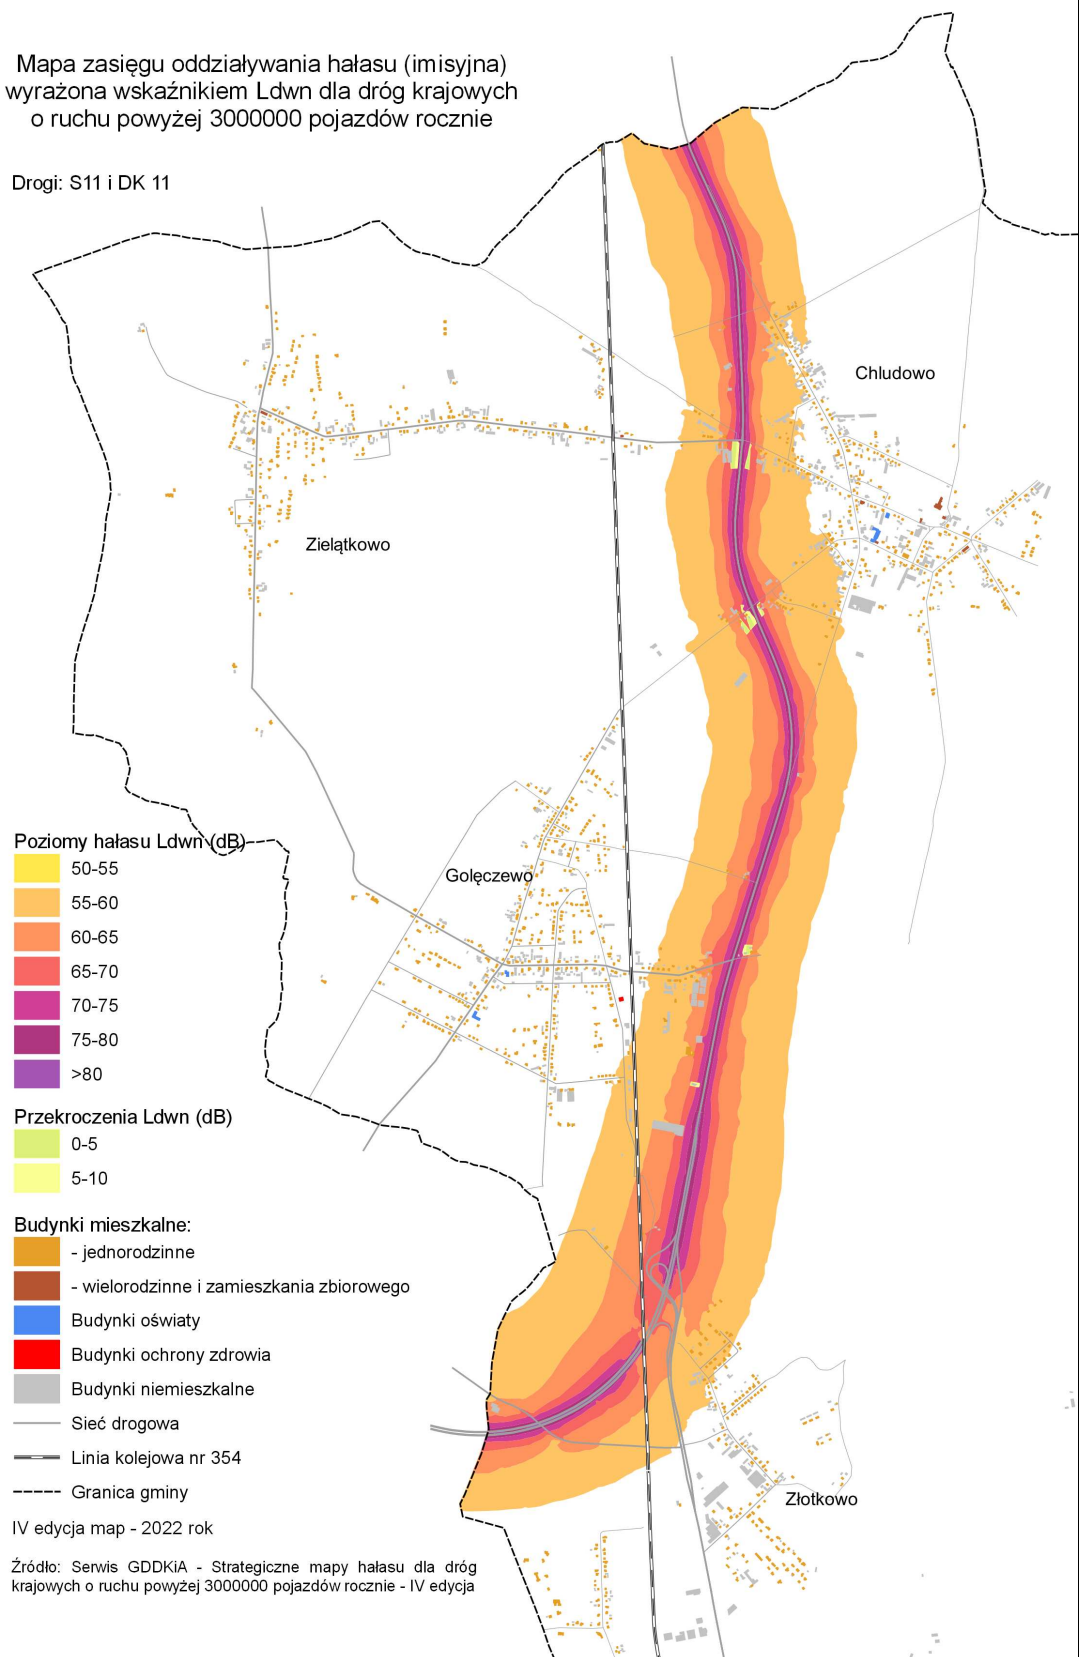 Mapa zasięgu oddziaływania hałasu (imisyjna)
wyrażona wskaźnikiem Ldwn dla dróg krajowych
o ruchu powyżej 3000000 pojazdów rocznie
Drogi: S11 i DK 11
Chludowo
Zielątkowo
Golęczewo
Złotkowo
Poziomy hałasu Ldwn (dB)
50-55
55-60
60-65
65-70
70-75
75-80
>80
Przekroczenia Ldwn (dB)
0-5
5-10
Budynki mieszkalne:
- jednorodzinne
- wielorodzinne i zamieszkania zbiorowego
Budynki oświaty
Budynki ochrony zdrowia
Budynki niemieszkalne
Sieć drogowa
Linia kolejowa nr 354
Granica gminy
IV edycja map - 2022 rok
Źródło: Serwis GDDKiA - Strategiczne mapy hałasu dla dróg
krajowych o ruchu powyżej 3000000 pojazdów rocznie - IV edycja